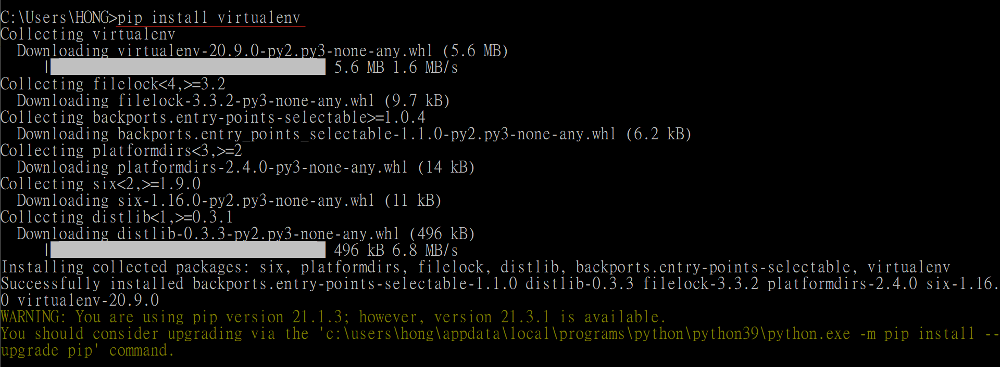 C:\Users\HONG>pip install virtualenv
Collecting virtualenv
  Downloading virtualenv-20.9.0-py2.py3-none-any.whl (5.6 MB)
     |████████████████████████████████| 5.6 MB 1.6 MB/s
Collecting filelock<4,>=3.2
  Downloading filelock-3.3.2-py3-none-any.whl (9.7 kB)
Collecting backports.entry-points-selectable>=1.0.4
  Downloading backports.entry_points_selectable-1.1.0-py2.py3-none-any.whl (6.2 kB)
Collecting platformdirs<3,>=2
  Downloading platformdirs-2.4.0-py3-none-any.whl (14 kB)
Collecting six<2,>=1.9.0
  Downloading six-1.16.0-py2.py3-none-any.whl (11 kB)
Collecting distlib<1,>=0.3.1
  Downloading distlib-0.3.3-py2.py3-none-any.whl (496 kB)
     |████████████████████████████████| 496 kB 6.8 MB/s
Installing collected packages: six, platformdirs, filelock, distlib, backports.entry-points-selectable, virtualenv
Successfully installed backports.entry-points-selectable-1.1.0 distlib-0.3.3 filelock-3.3.2 platformdirs-2.4.0 six-1.16.
0 virtualenv-20.9.0
WARNING: You are using pip version 21.1.3; however, version 21.3.1 is available.
You should consider upgrading via the 'c:\users\hong\appdata\local\programs\python\python39\python.exe -m pip install --
upgrade pip' command.